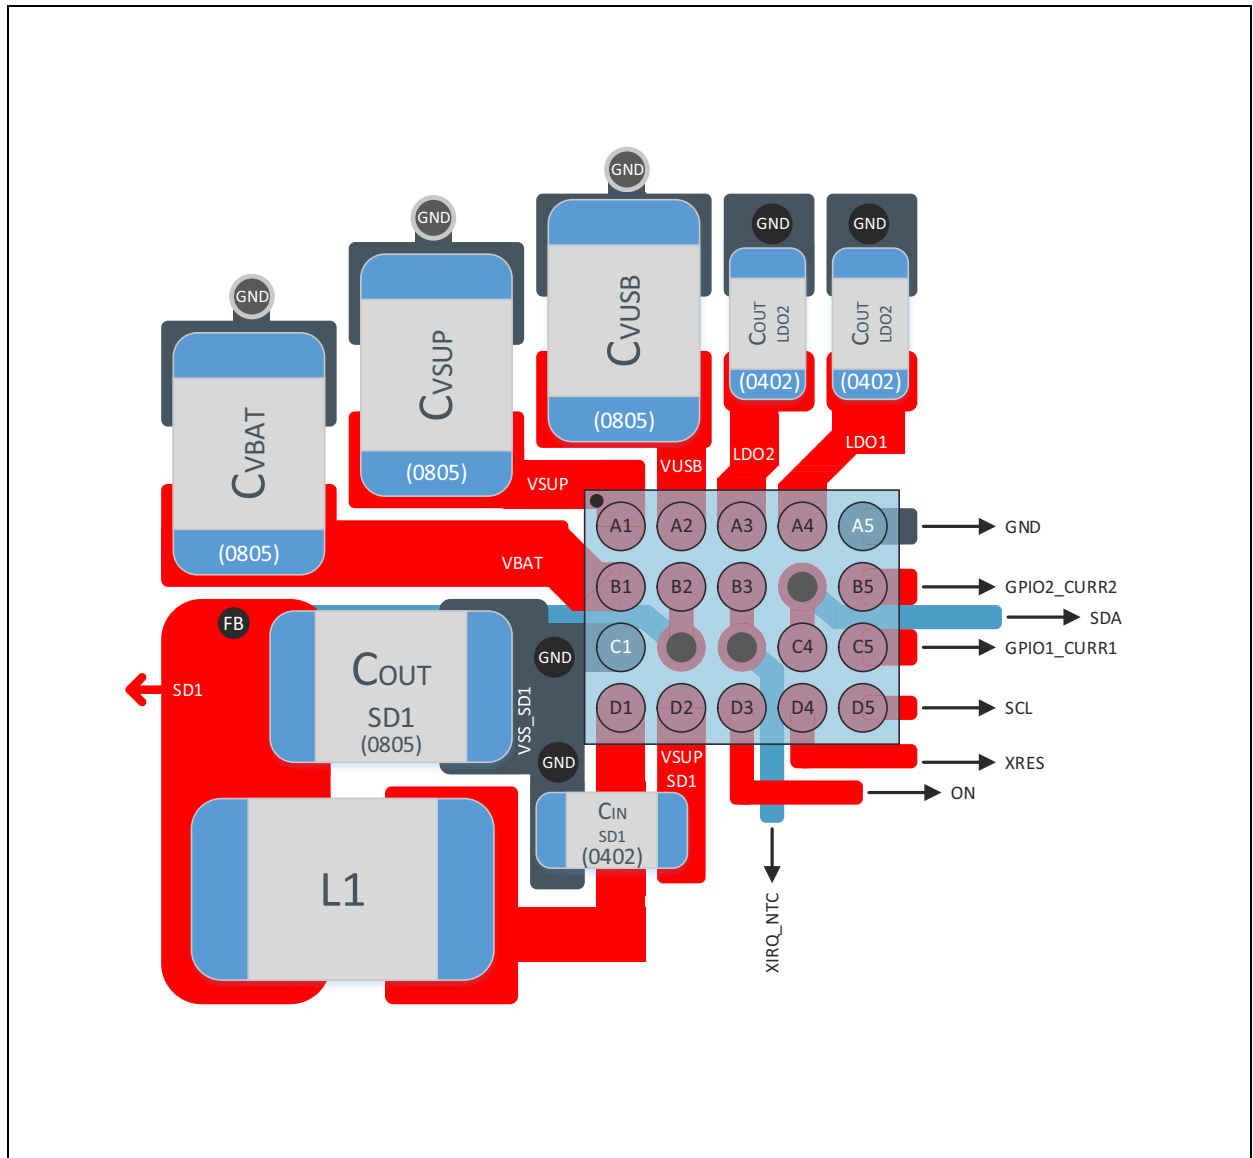 GND
GND
GND
GND
GND
CVUSB
(0805)
COUT
LDO2
(0402)
COUT
LDO2
(0402)
CVSUP
(0805)
CVBAT
(0805)
VSUP
VUSB
LDO2
LDO1
VBAT
A1 A2 A3 A4 A5
GND
B1 B2 B3 B5
GPIO2_CURR2
SDA
C1 C4 C5
GPIO1_CURR1
D1 D2 D3 D4 D5
SCL
XRES
ON
XIRQ_NTC
FB
SD1
COUT
SD1
(0805)
VSS_SD1
GND
GND
VSUP
SD1
CIN
SD1
(0402)
L1